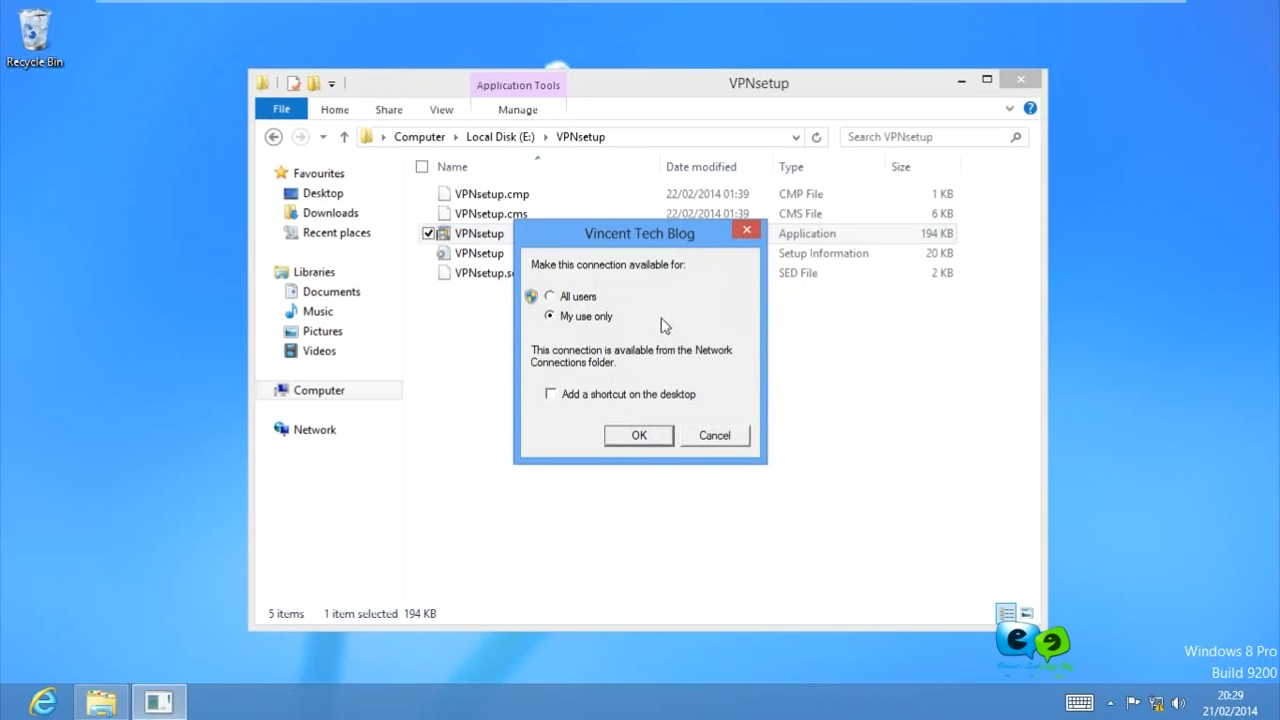 Recycle Bin
Application Tools
VPNsetup
File
Home
Share
View
Manage
Computer
Local Disk (E:)
VPNsetup
Search VPNsetup
Name
Date modified
Type
Size
Favourites
Desktop
Downloads
Recent places
Libraries
Documents
Music
Pictures
Videos
Computer
Network
VPNsetup.cmp 22/02/2014 01:39 CMP File 1 KB
VPNsetup.cms 22/02/2014 01:39 CMS File 6 KB
VPNsetup Application 194 KB
VPNsetup Setup Information 20 KB
VPNsetup.se SED File 2 KB
Vincent Tech Blog
Make this connection available for:
All users
My use only
This connection is available from the Network
Connections folder.
Add a shortcut on the desktop
OK
Cancel
5 items 1 item selected 194 KB
Windows 8 Pro
Build 9200
20:29
21/02/2014